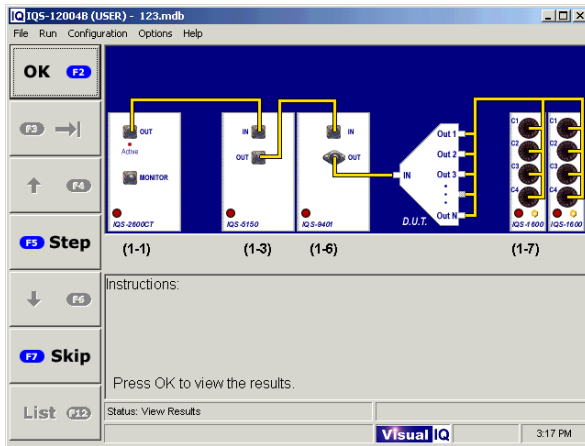 IQ IQS-12004B (USER) - 123.mdb
File Run Configuration Options Help
OK F2
F3
F4
F5 Step
F6
F7 Skip
List F12
OUT
Active
MONITOR
IQS-2600CT
IN
OUT
IQS-5150
IN
OUT
IQS-9401
IN
Out 1
Out 2
Out 3
Out N
D.U.T.
C1
C2
C3
C4
IQS-1600
C1
C2
C3
C4
IQS-1600
(1-1) (1-3) (1-6) (1-7)
Instructions:
Press OK to view the results.
Status: View Results
Visual IQ
3:17 PM